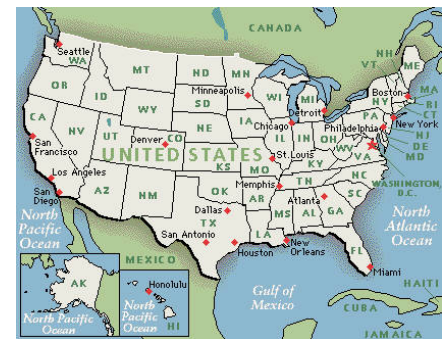 CANADA
Seattle
WA
MT
ND
MN
NH
VT
ME
OR
ID
WY
SD
Minneapolis
WI
MI
NY
Boston
MA
RI
CT
CA
NV
UT
Denver
CO
NE
IA
Chicago
Detroit
IL
IN
OH
PA
Philadelphia
New York
NJ
DE
MD
San
Francisco
UNITED STATES
KS
MO
St. Louis
KY
WV
VA
WASHINGTON,
D.C.
Los Angeles
San
Diego
AZ
NM
OK
AR
Memphis
TN
NC
SC
Atlanta
MS
AL
GA
Dallas
TX
LA
San Antonio
Houston
New
Orleans
FL
Miami
North
Pacific
Ocean
North
Atlantic
Ocean
MEXICO
Gulf of
Mexico
CUBA
HAITI
JAMAICA
AK
North Pacific
Ocean
Honolulu
North
Pacific
Ocean
HI